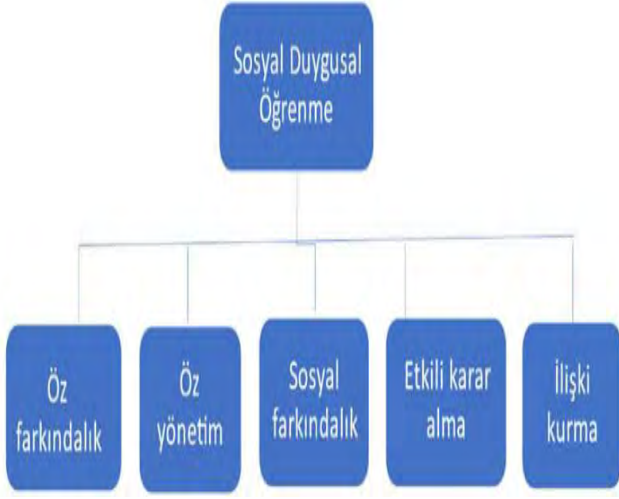 Sosyal Duygusal
Öğrenme
Öz
farkındalık
Öz
yönetim
Sosyal
farkındalık
Etkili karar
alma
İlişki
kurma